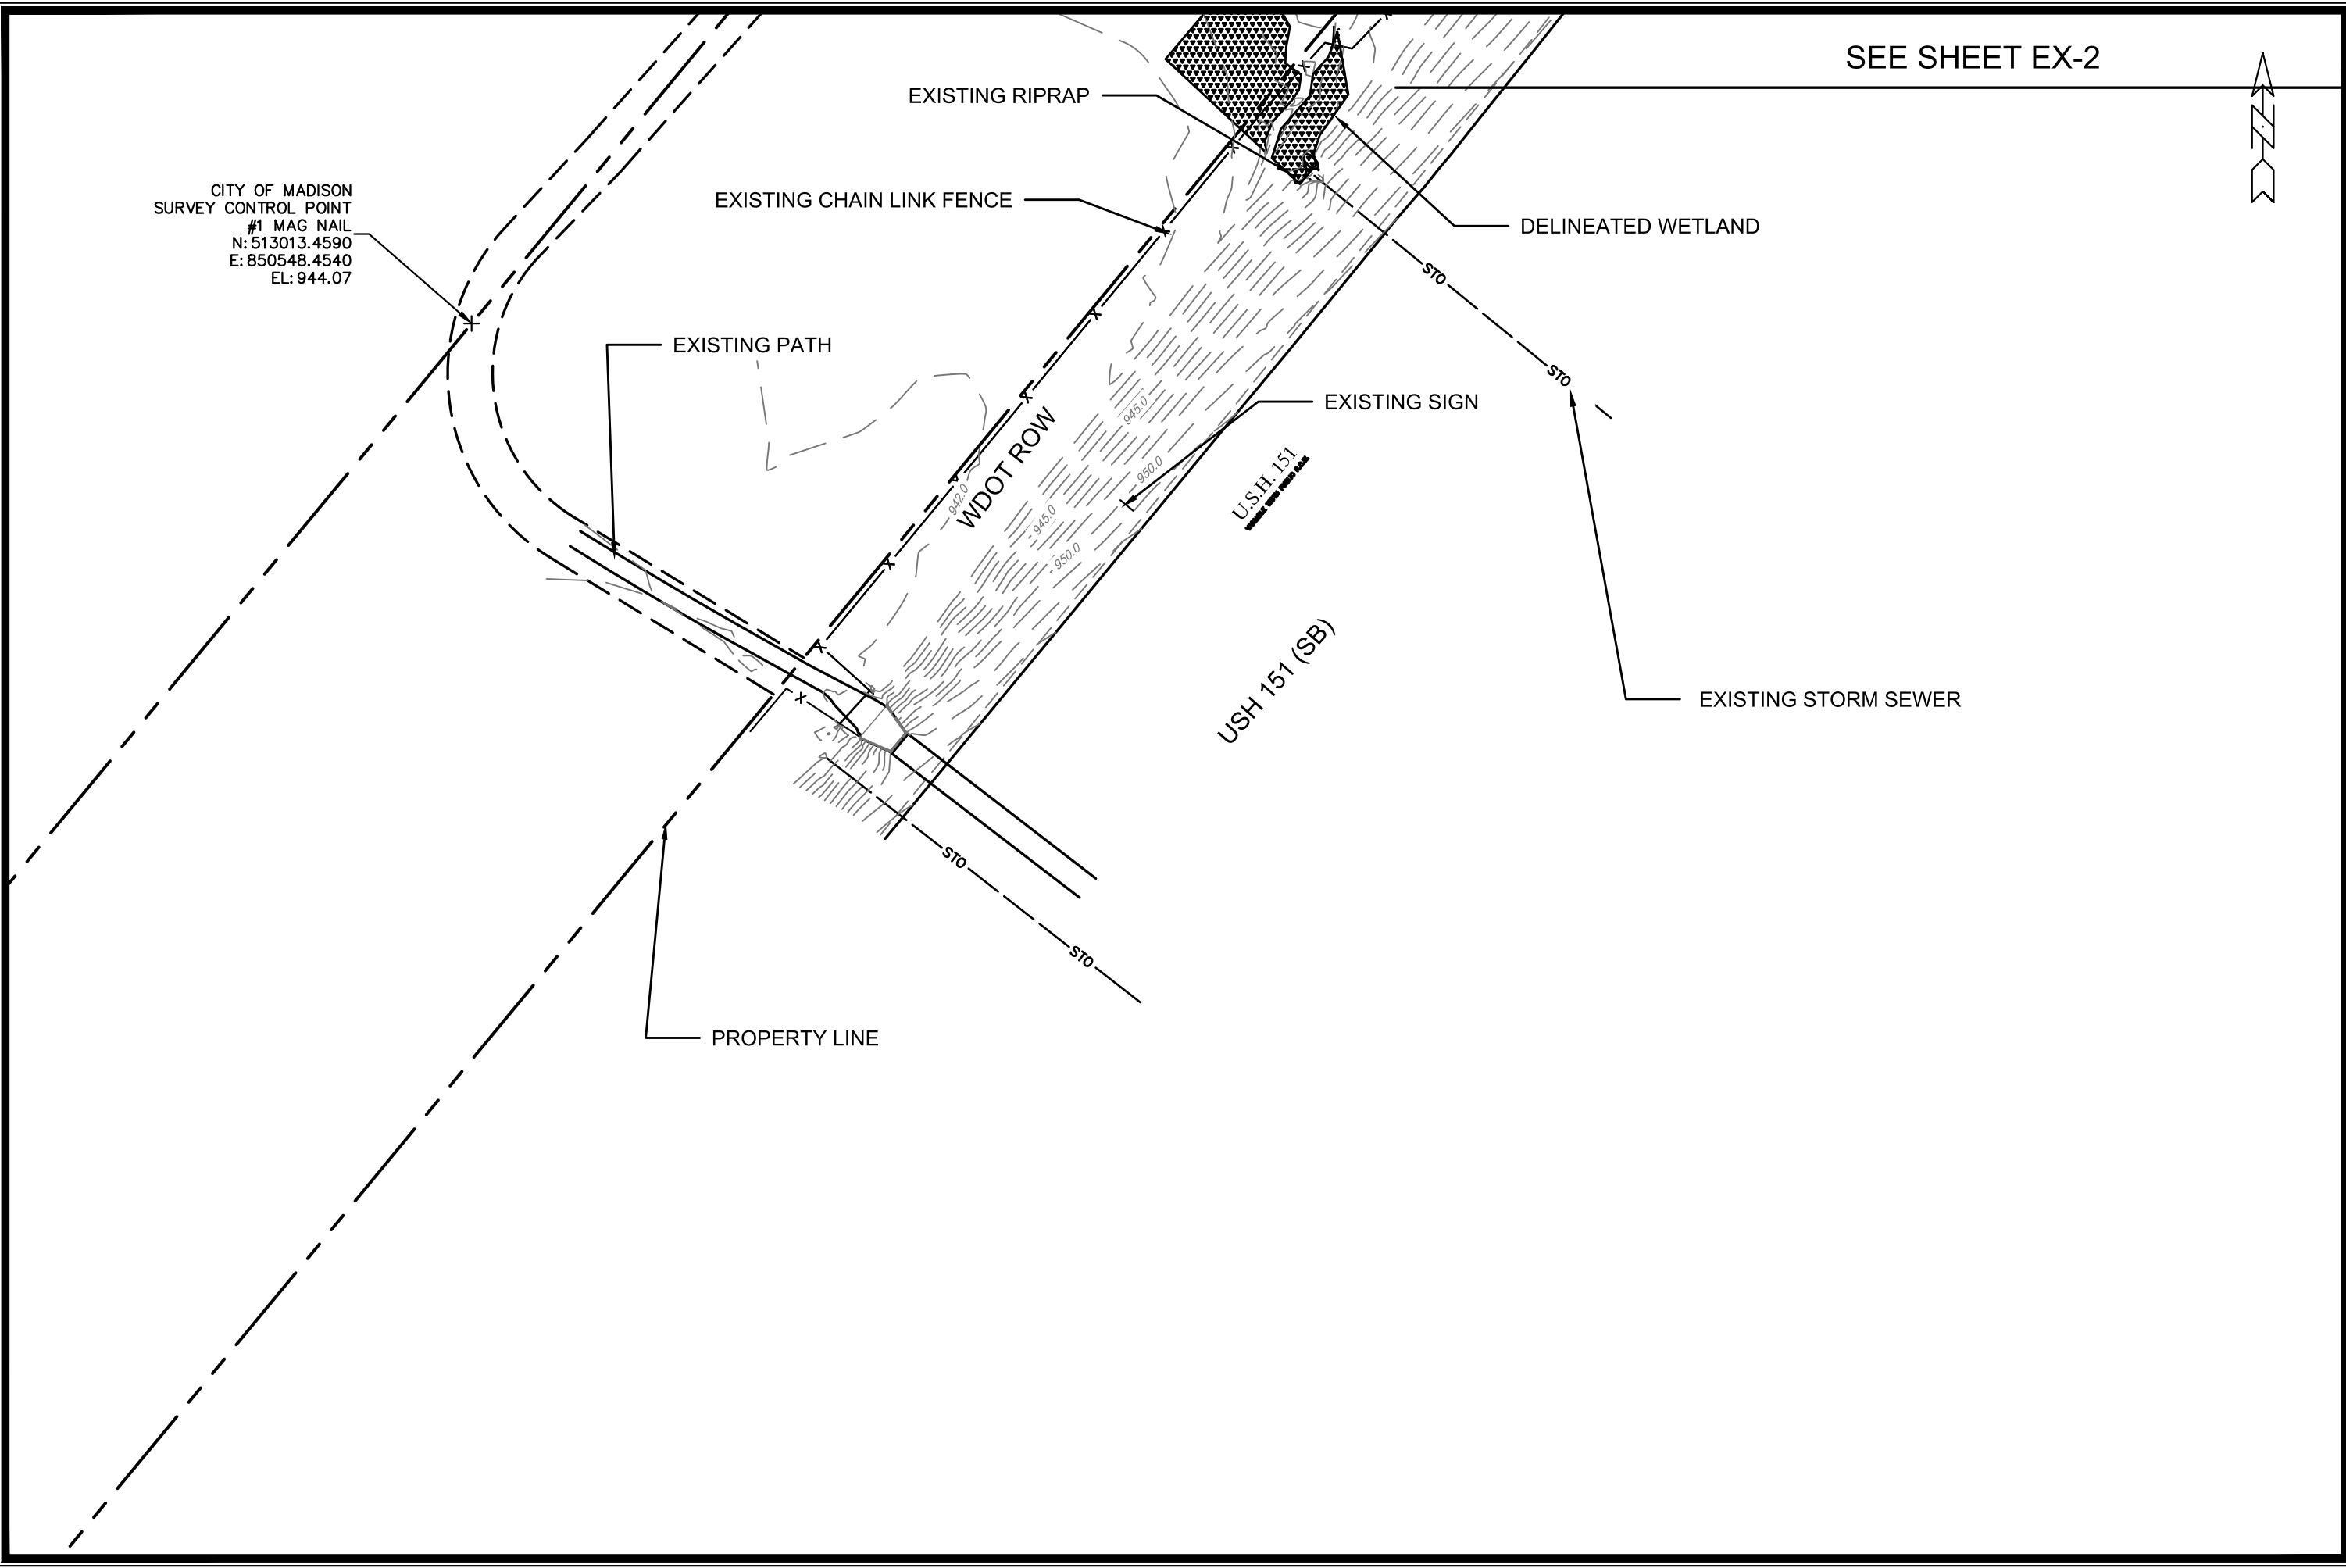 SEE SHEET EX-2
EXISTING RIPRAP
CITY OF MADISON
SURVEY CONTROL POINT
#1 MAG NAIL
N: 513013.4590
E: 850548.4540
EL: 944.07
EXISTING CHAIN LINK FENCE
DELINEATED WETLAND
STO
EXISTING PATH
STO
EXISTING SIGN
945.0
950.0
WDOT ROW
942.0
945.0
950.0
U.S.H. 151
USH 151 (SB)
EXISTING STORM SEWER
STO
STO
PROPERTY LINE
N
X
X
X
X
X
X
X
X
X